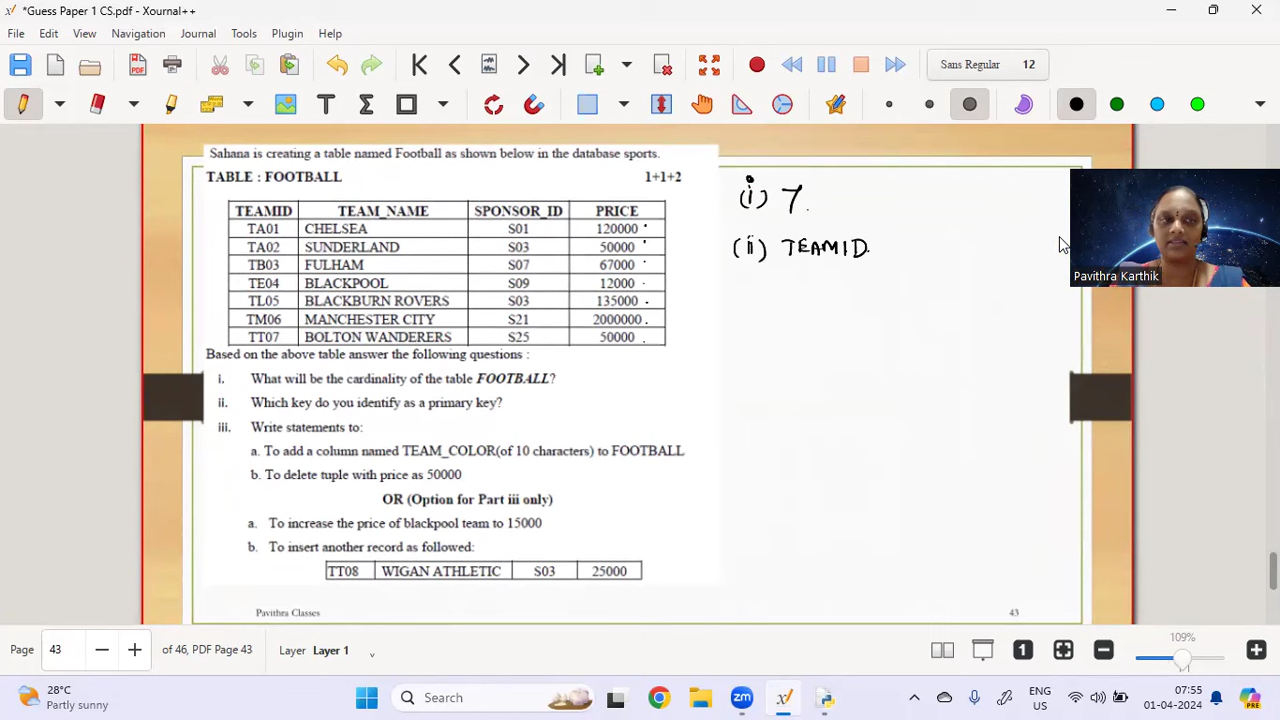 *Guess Paper 1 CS.pdf - Xournal++
File Edit View Navigation Journal Tools Plugin Help
PDF
Sans Regular 12
Sahana is creating a table named Football as shown below in the database sports.
TABLE : FOOTBALL 1+1+2
TEAMID TEAM_NAME SPONSOR_ID PRICE
TA01 CHELSEA S01 120000
TA02 SUNDERLAND S03 50000
TB03 FULHAM S07 67000
TE04 BLACKPOOL S09 12000
TL05 BLACKBURN ROVERS S03 135000
TM06 MANCHESTER CITY S21 2000000
TT07 BOLTON WANDERERS S25 50000
Based on the above table answer the following questions :
i. What will be the cardinality of the table FOOTBALL?
ii. Which key do you identify as a primary key?
iii. Write statements to:
a. To add a column named TEAM_COLOR(of 10 characters) to FOOTBALL
b. To delete tuple with price as 50000
OR (Option for Part iii only)
a. To increase the price of blackpool team to 15000
b. To insert another record as followed:
TT08 WIGAN ATHLETIC S03 25000
(i) 7.
(ii) TEAMID.
Pavithra Karthik
Pavithra Classes 43
Page 43 of 46, PDF Page 43 Layer Layer 1 1 109%
28°C
Partly sunny
Search
ENG
US
07:55
01-04-2024
PRE